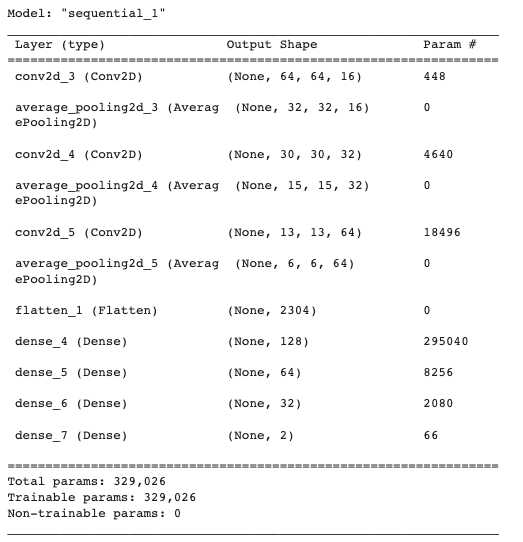 Model: "sequential_1"
_________________________________________________________________
Layer (type) Output Shape Param #
=================================================================
conv2d_3 (Conv2D) (None, 64, 64, 16) 448
average_pooling2d_3 (Averag (None, 32, 32, 16) 0
ePooling2D)
conv2d_4 (Conv2D) (None, 30, 30, 32) 4640
average_pooling2d_4 (Averag (None, 15, 15, 32) 0
ePooling2D)
conv2d_5 (Conv2D) (None, 13, 13, 64) 18496
average_pooling2d_5 (Averag (None, 6, 6, 64) 0
ePooling2D)
flatten_1 (Flatten) (None, 2304) 0
dense_4 (Dense) (None, 128) 295040
dense_5 (Dense) (None, 64) 8256
dense_6 (Dense) (None, 32) 2080
dense_7 (Dense) (None, 2) 66
=================================================================
Total params: 329,026
Trainable params: 329,026
Non-trainable params: 0
_________________________________________________________________